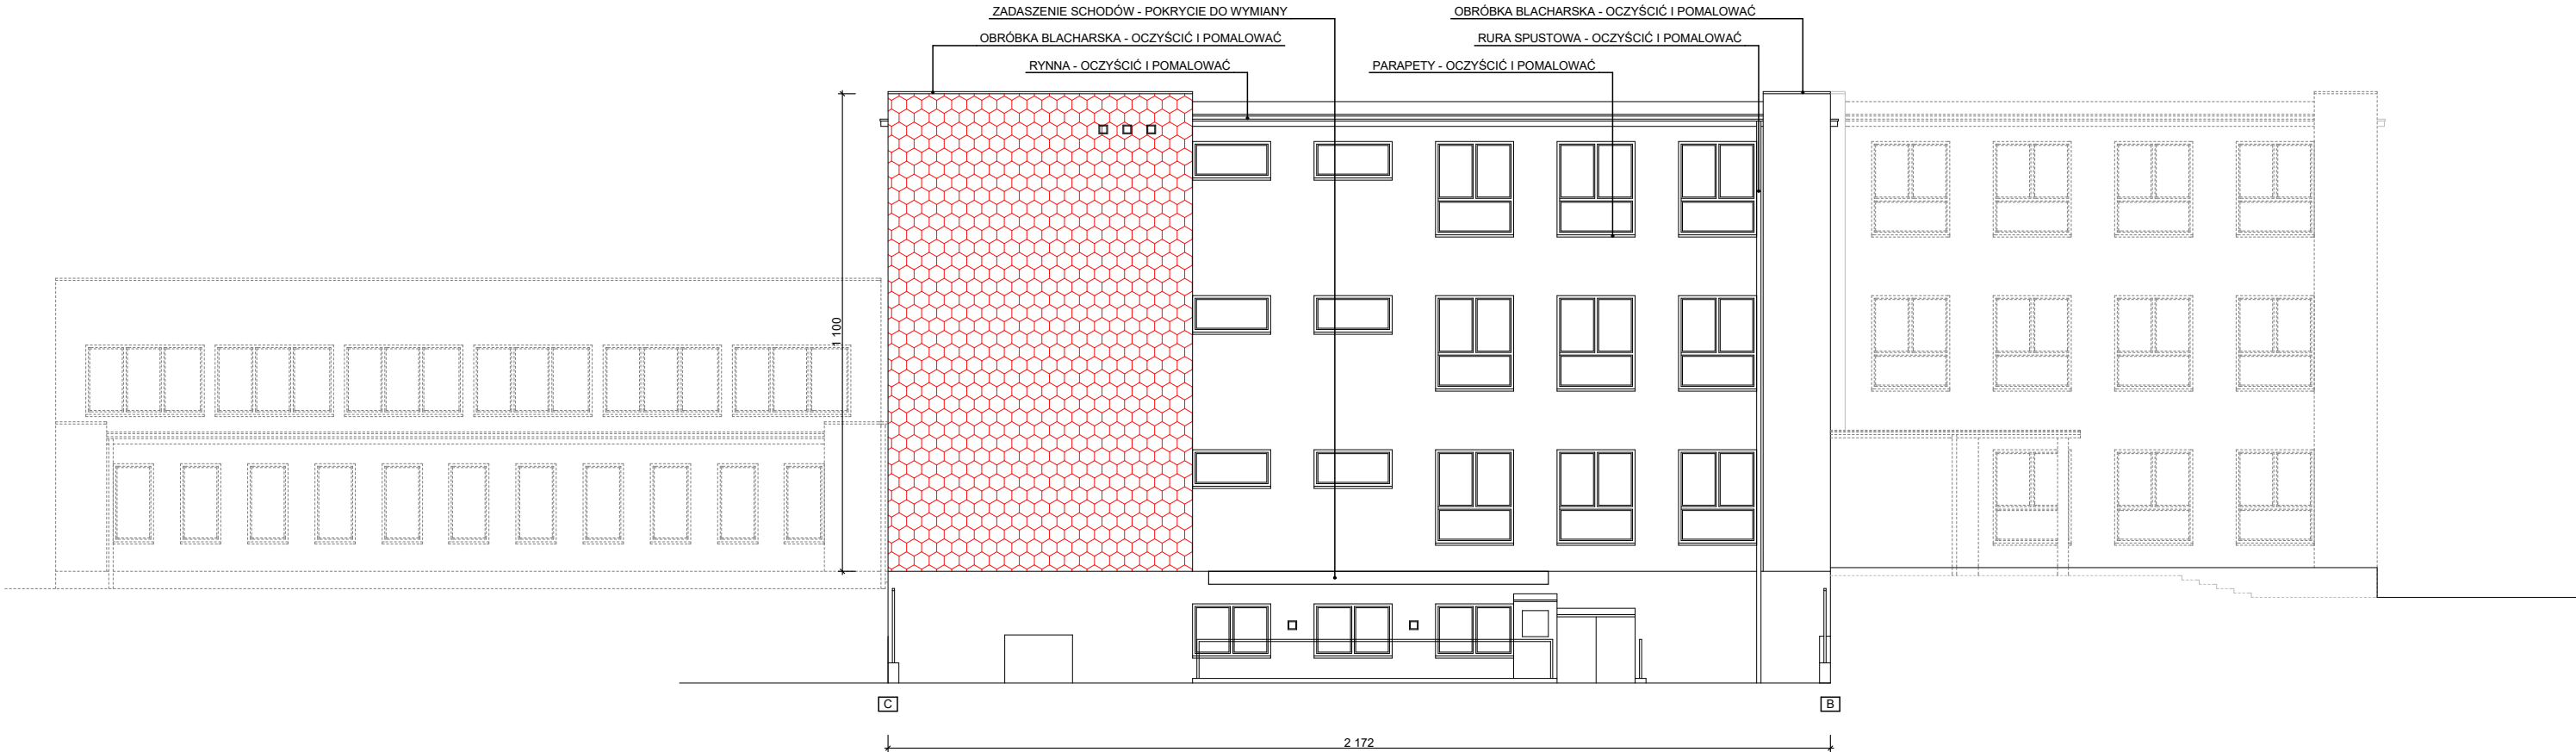 ZADASZENIE SCHODÓW - POKRYCIE DO WYMIANY
OBRÓBKA BLACHARSKA - OCZYŚCIĆ I POMALOWAĆ
OBRÓBKA BLACHARSKA - OCZYŚCIĆ I POMALOWAĆ
RURA SPUSTOWA - OCZYŚCIĆ I POMALOWAĆ
RYNNA - OCZYŚCIĆ I POMALOWAĆ
PARAPETY - OCZYŚCIĆ I POMALOWAĆ
1 100
C
B
2 172